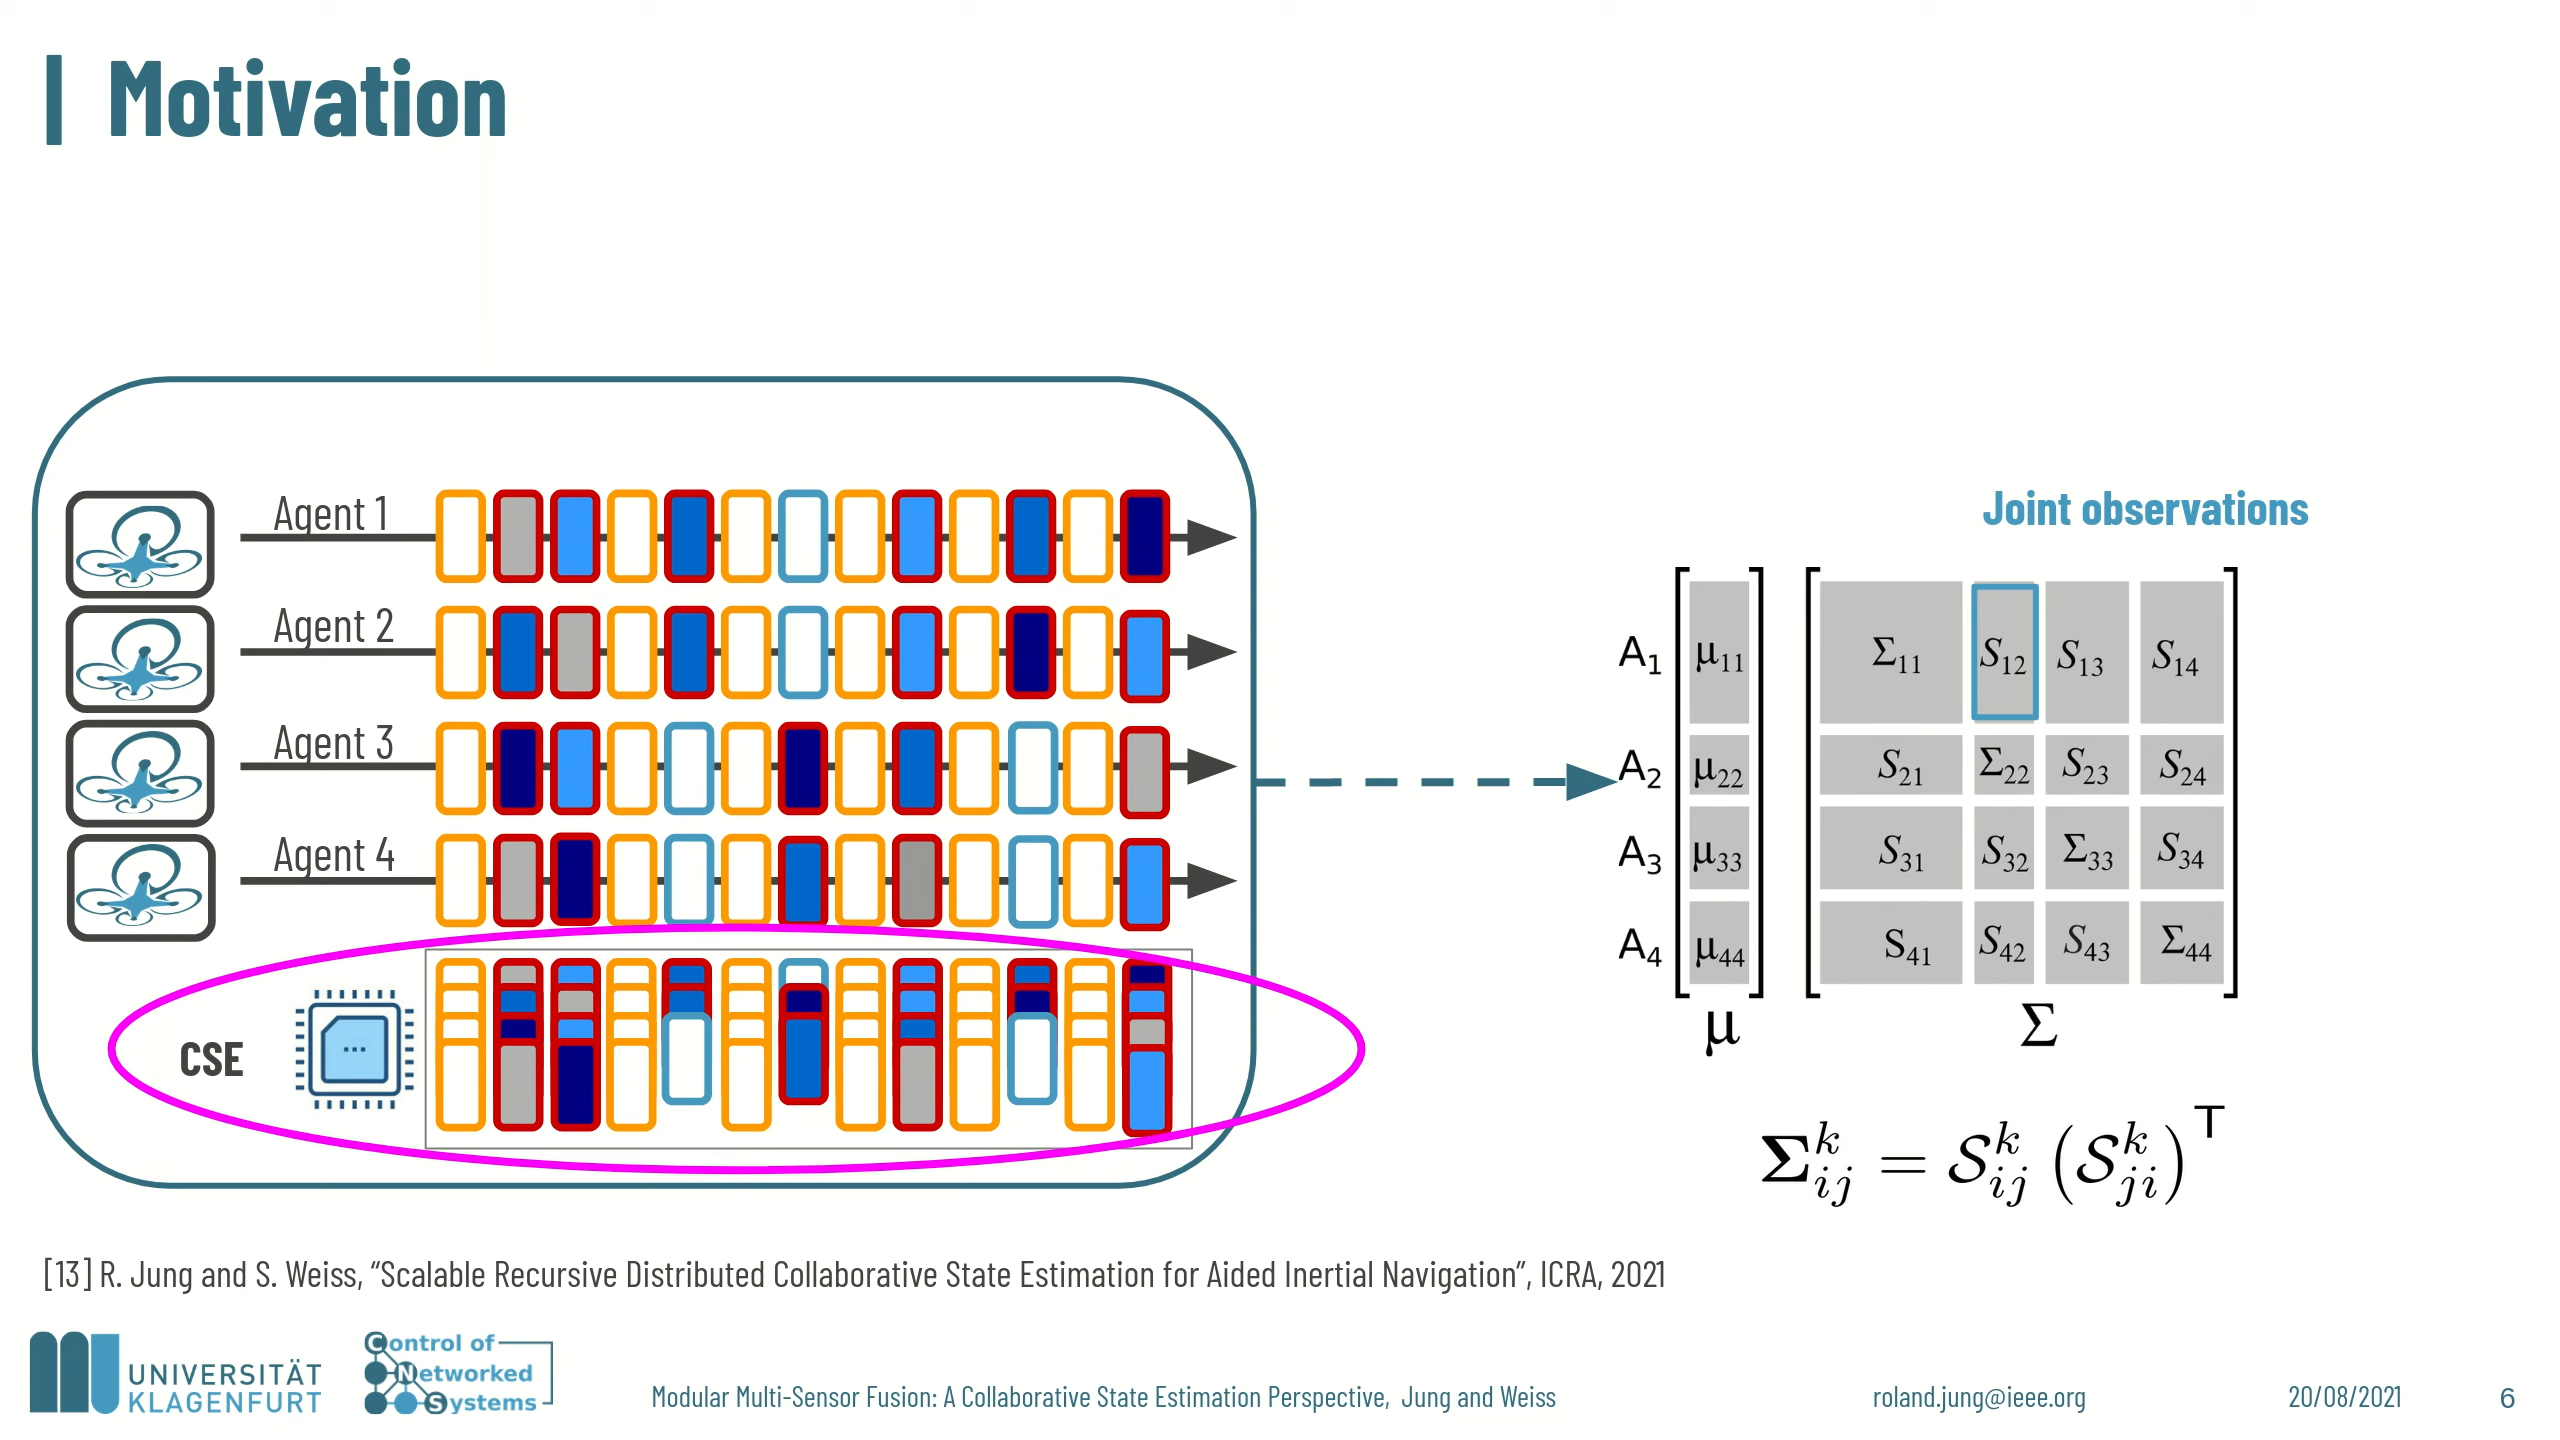 Motivation
Agent 1
Agent 2
Agent 3
Agent 4
CSE
Joint observations
A₁ μ₁₁ Σ₁₁ S₁₂ S₁₃ S₁₄
A₂ μ₂₂ S₂₁ Σ₂₂ S₂₃ S₂₄
A₃ μ₃₃ S₃₁ S₃₂ Σ₃₃ S₃₄
A₄ μ₄₄ S₄₁ S₄₂ S₄₃ Σ₄₄
μ Σ
Σᵏᵢⱼ = 𝒮ᵏᵢⱼ (𝒮ᵏⱼᵢ)ᵀ
[13] R. Jung and S. Weiss, “Scalable Recursive Distributed Collaborative State Estimation for Aided Inertial Navigation”, ICRA, 2021
UNIVERSITÄT
KLAGENFURT
Control of
Networked
Systems
Modular Multi-Sensor Fusion: A Collaborative State Estimation Perspective, Jung and Weiss
roland.jung@ieee.org
20/08/2021
6